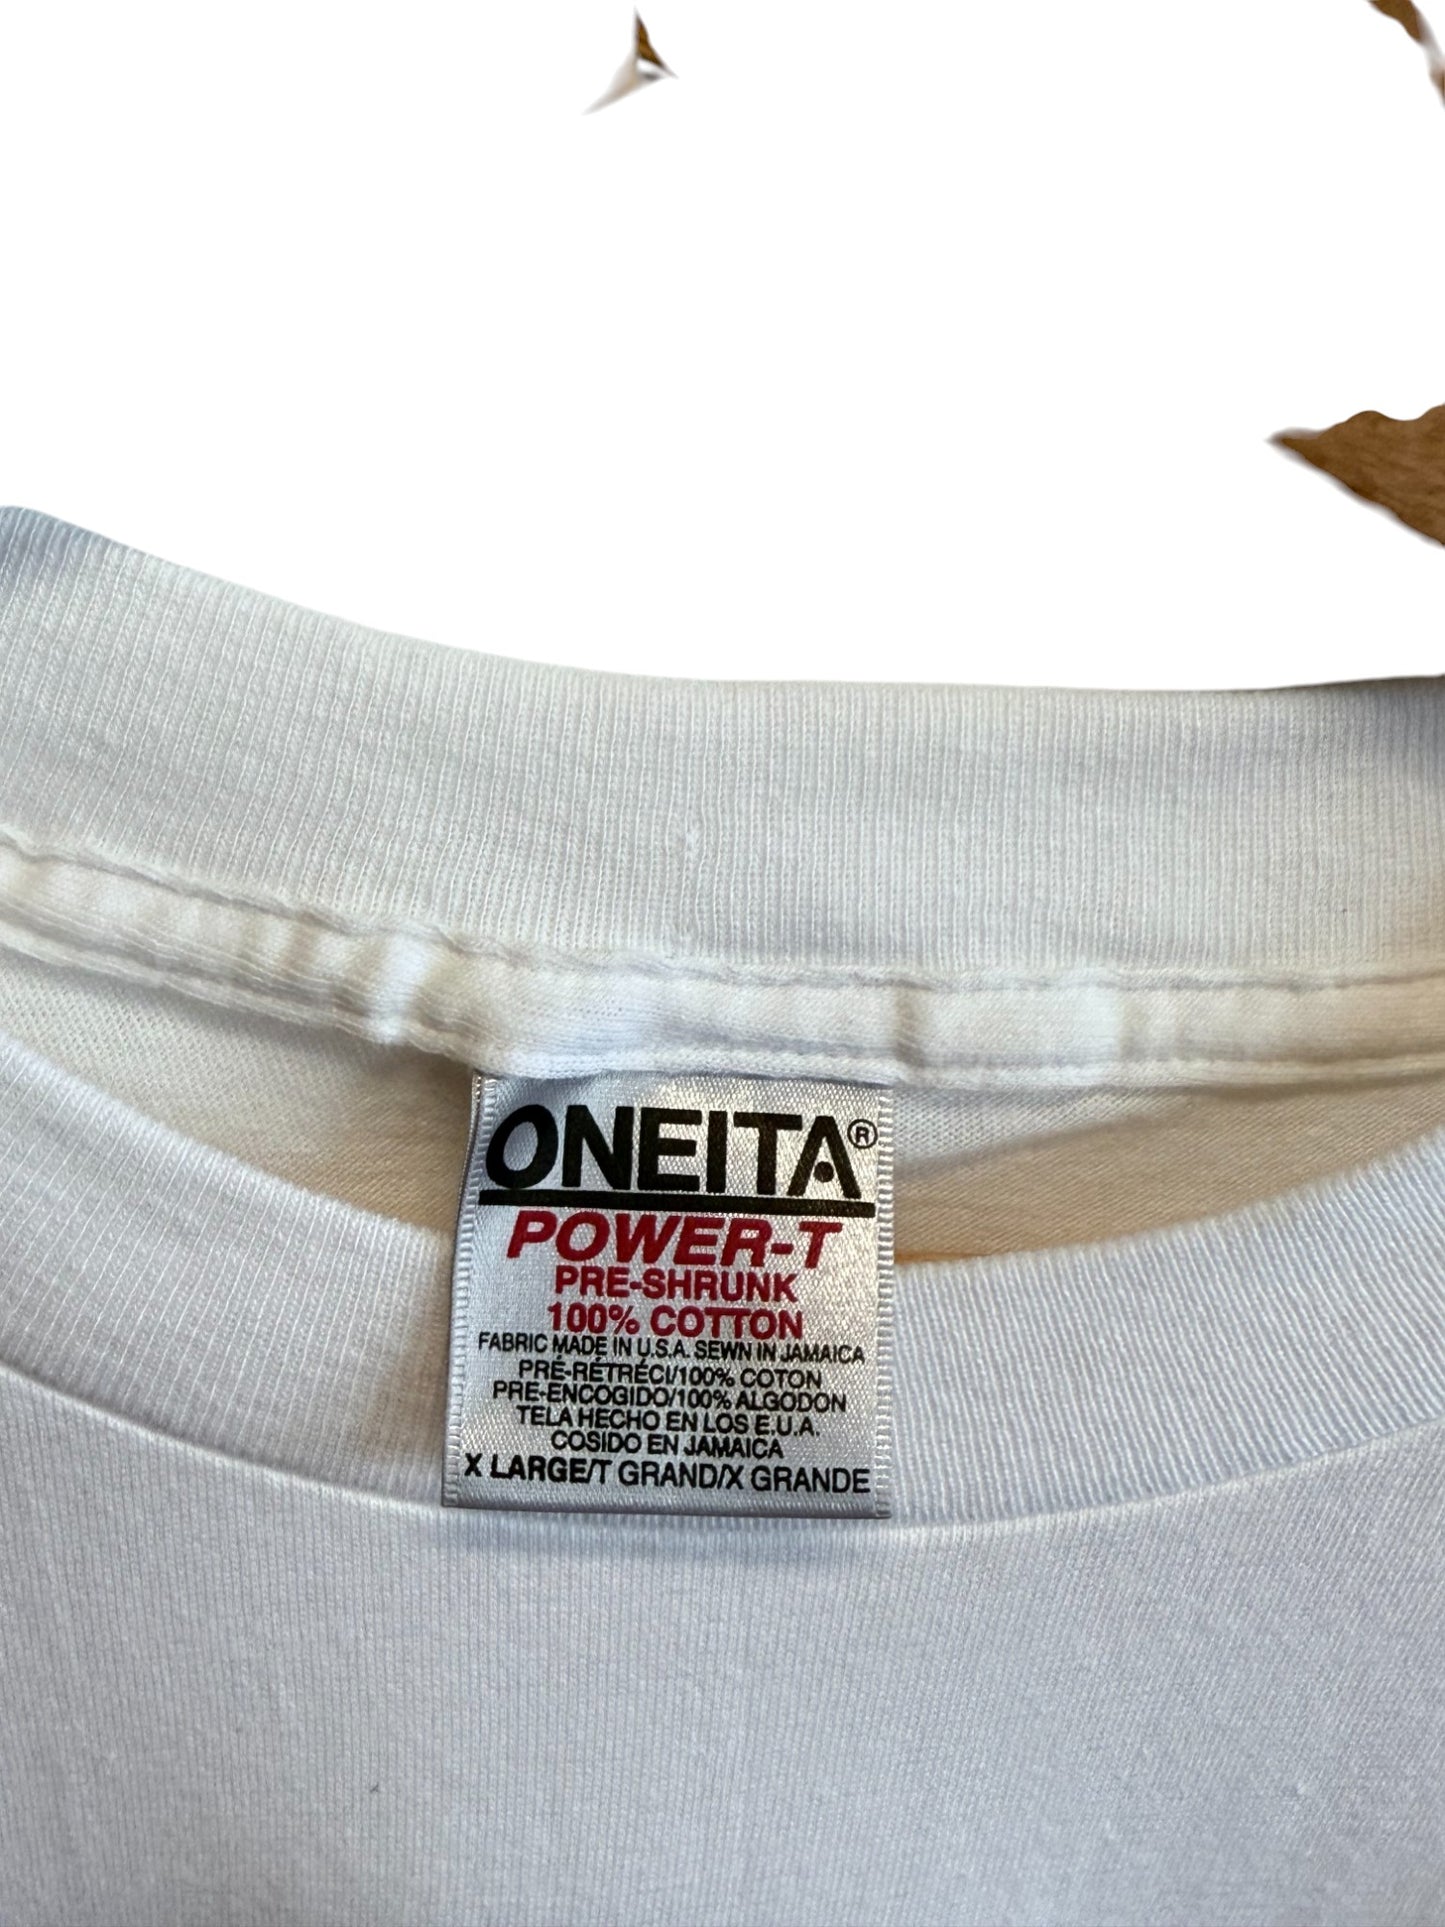 ONEITA®
POWER-T
PRE-SHRUNK
100% COTTON
FABRIC MADE IN U.S.A. SEWN IN JAMAICA
PRÉ-RÉTRÉCI/100% COTON
PRE-ENCOGIDO/100% ALGODON
TELA HECHO EN LOS E.U.A.
COSIDO EN JAMAICA
X LARGE/T GRAND/X GRANDE